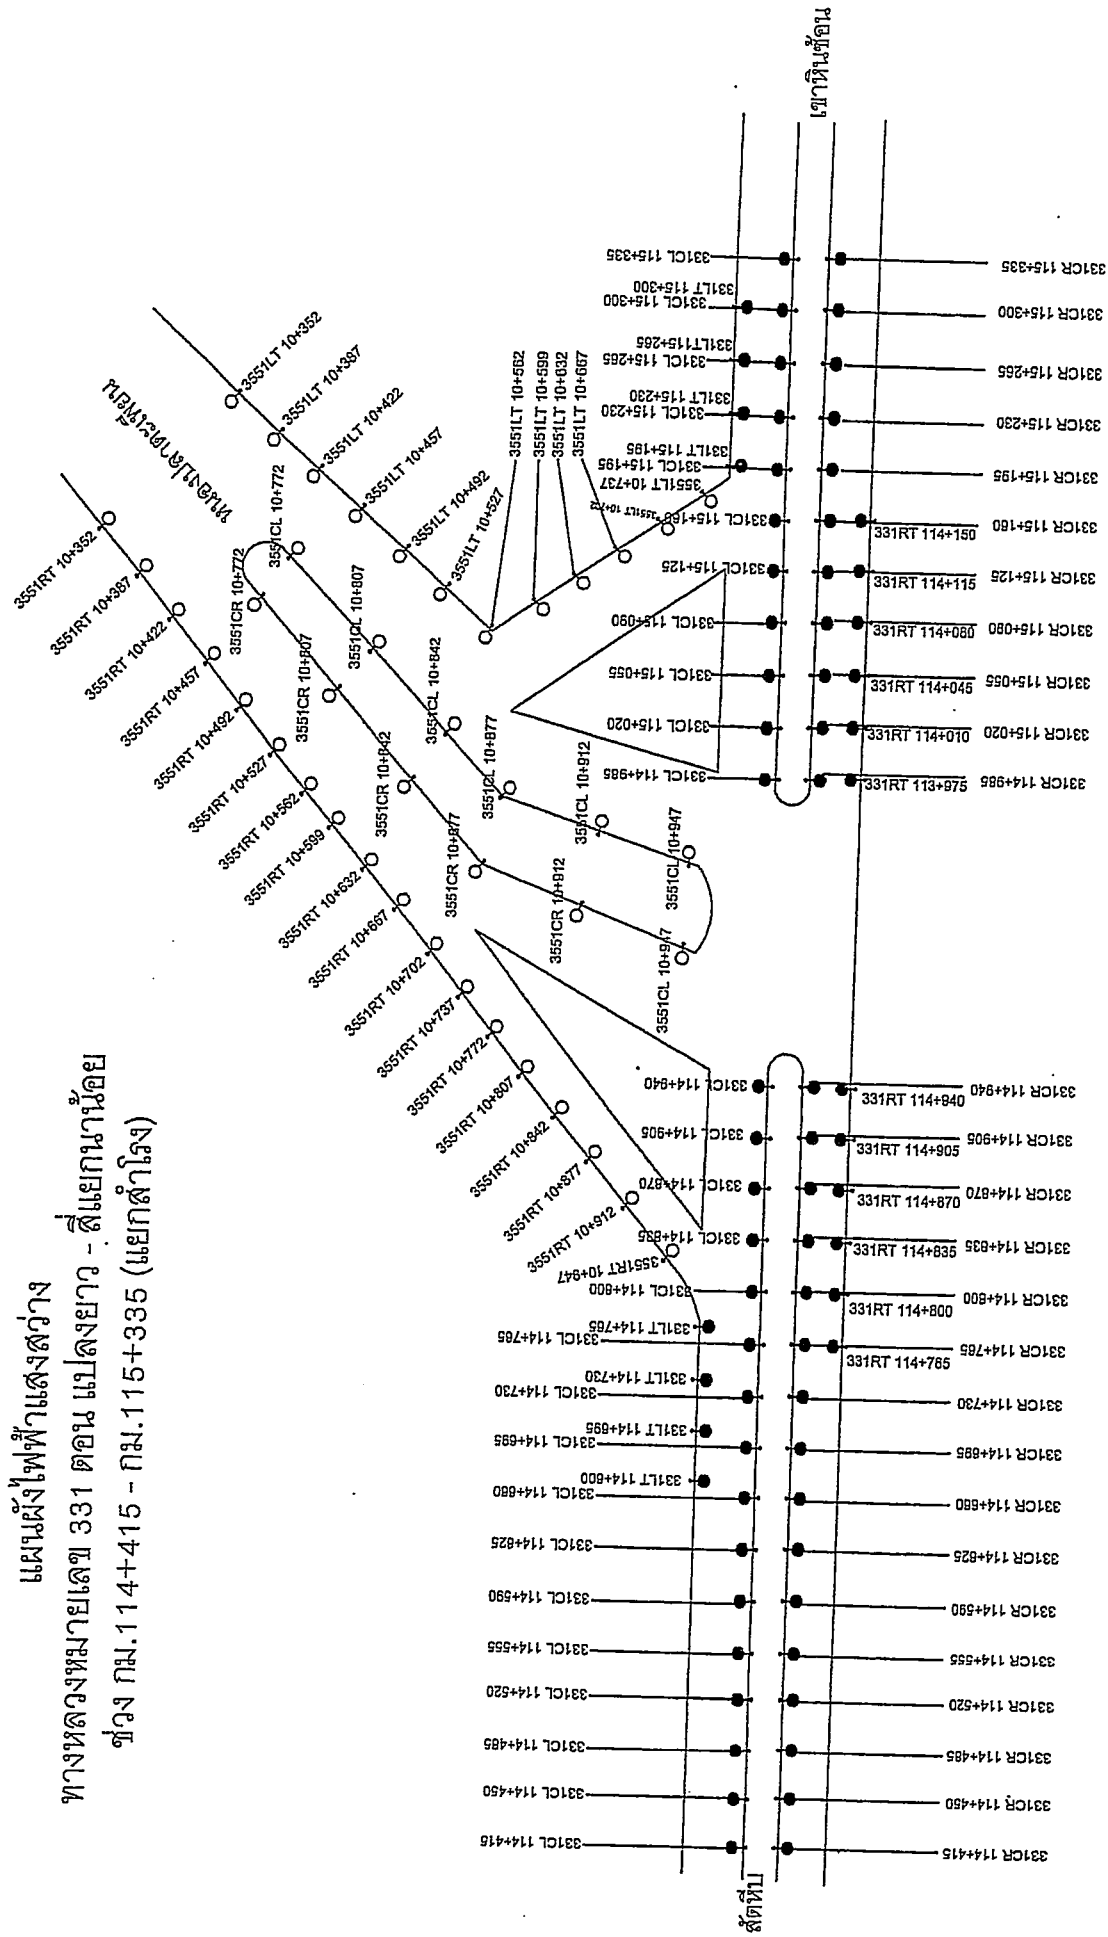 แผนผังไฟฟ้าแสงสว่าง
ทางหลวงหมายเลข 331 ตอน แปลงยาว - สี่แยกนาน้อย
ช่วง กม.114+415 - กม.115+335 (แยกสำโรง)
3551RT 10+352
3551RT 10+387
3551RT 10+422
3551RT 10+457
3551RT 10+492
3551RT 10+527
3551RT 10+562
3551RT 10+599
3551RT 10+632
3551RT 10+667
3551RT 10+702
3551RT 10+737
3551RT 10+772
3551RT 10+807
3551RT 10+842
3551RT 10+877
3551RT 10+912
3551RT 10+947
3551CR 10+772
3551CR 10+807
3551CR 10+842
3551CR 10+877
3551CR 10+912
3551CL 10+947
3551CL 10+772
3551CL 10+807
3551CL 10+842
3551CL 10+877
3551CL 10+912
3551CL 10+947
3551LT 10+352
3551LT 10+387
3551LT 10+422
3551LT 10+457
3551LT 10+492
3551LT 10+527
3551LT 10+562
3551LT 10+599
3551LT 10+632
3551LT 10+667
3551LT 10+712
3551LT 10+737
สัตหีบ
331CL 114+415
331CL 114+450
331CL 114+485
331CL 114+520
331CL 114+555
331CL 114+590
331CL 114+625
331CL 114+660
331CL 114+695
331CL 114+730
331CL 114+765
331CL 114+800
331CL 114+835
331CL 114+870
331CL 114+905
331CL 114+940
331CL 114+985
331CL 115+020
331CL 115+055
331CL 115+090
331CL 115+125
331CL 115+160
331CL 115+195
331CL 115+230
331CL 115+265
331CL 115+300
331CL 115+335
331LT 114+600
331LT 114+695
331LT 114+730
331LT 114+765
331LT 115+195
331LT 115+230
331LT115+265
331LT 115+300
331RT 114+765
331RT 114+800
331RT 114+835
331RT 114+870
331RT 114+905
331RT 114+940
331RT 113+975
331RT 114+010
331RT 114+045
331RT 114+080
331RT 114+115
331RT 114+150
331CR 114+415
331CR 114+450
331CR 114+485
331CR 114+520
331CR 114+555
331CR 114+590
331CR 114+625
331CR 114+660
331CR 114+695
331CR 114+730
331CR 114+765
331CR 114+800
331CR 114+835
331CR 114+870
331CR 114+905
331CR 114+940
331CR 114+985
331CR 115+020
331CR 115+055
331CR 115+090
331CR 115+125
331CR 115+160
331CR 115+195
331CR 115+230
331CR 115+265
331CR 115+300
331CR 115+335
เขาหินซ้อน